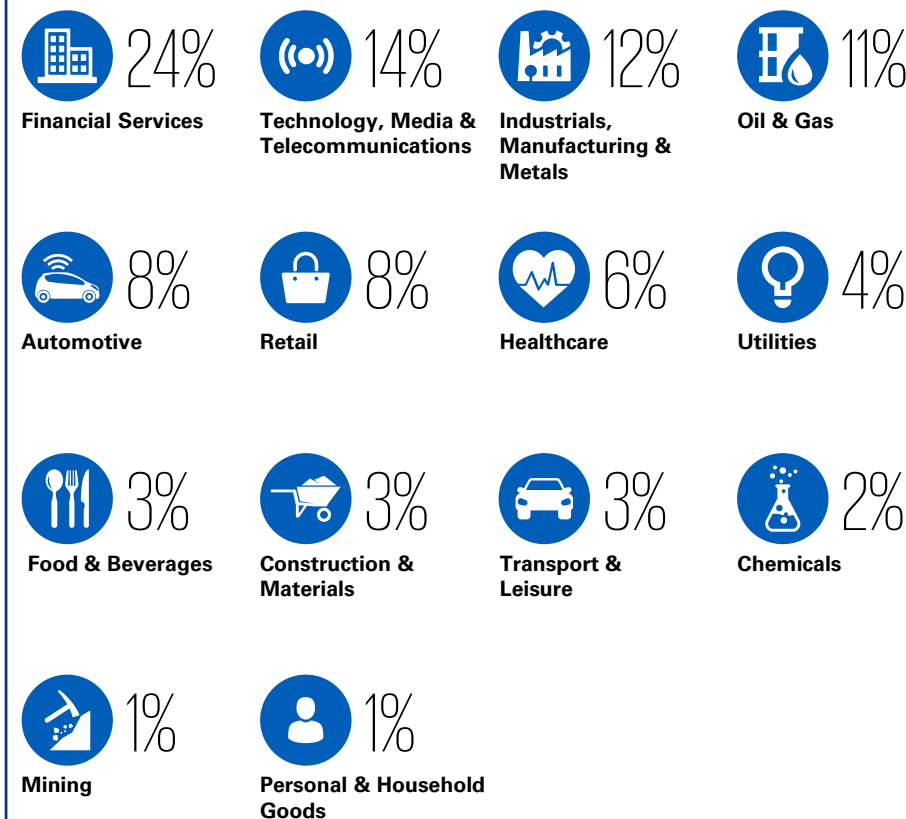 24%
Financial Services
14%
Technology, Media &
Telecommunications
12%
Industrials,
Manufacturing &
Metals
11%
Oil & Gas
8%
Automotive
8%
Retail
6%
Healthcare
4%
Utilities
3%
Food & Beverages
3%
Construction &
Materials
3%
Transport &
Leisure
2%
Chemicals
1%
Mining
1%
Personal & Household
Goods